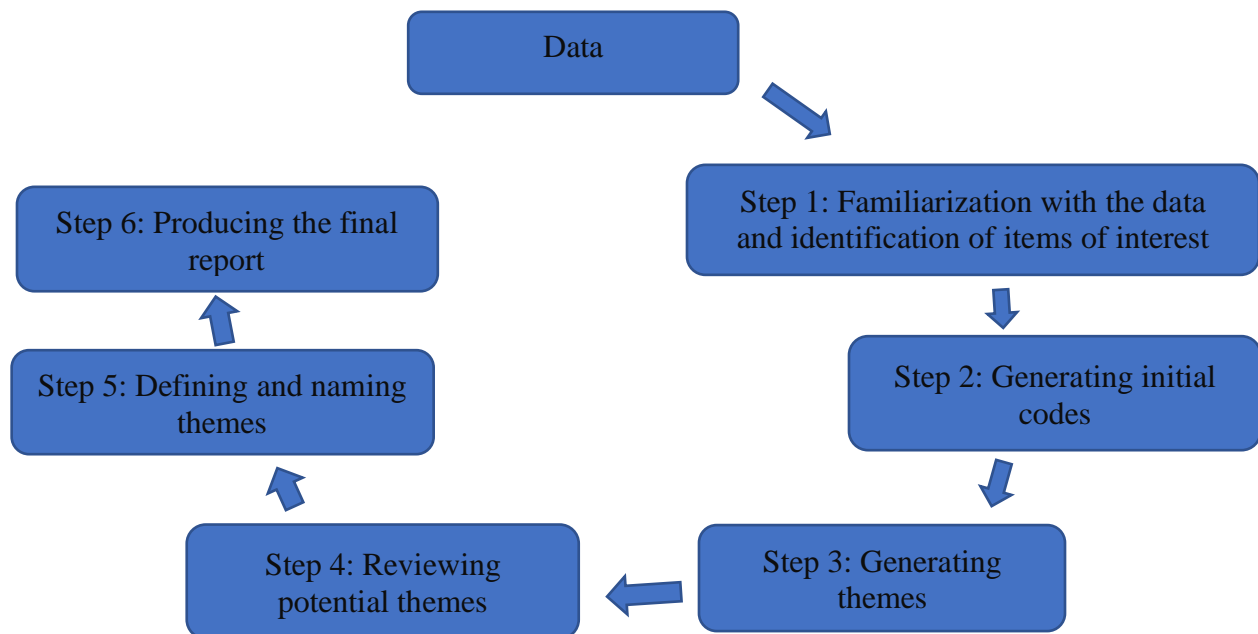 Data
Step 1: Familiarization with the data
and identification of items of interest
Step 2: Generating initial
codes
Step 3: Generating
themes
Step 4: Reviewing
potential themes
Step 5: Defining and naming
themes
Step 6: Producing the final
report